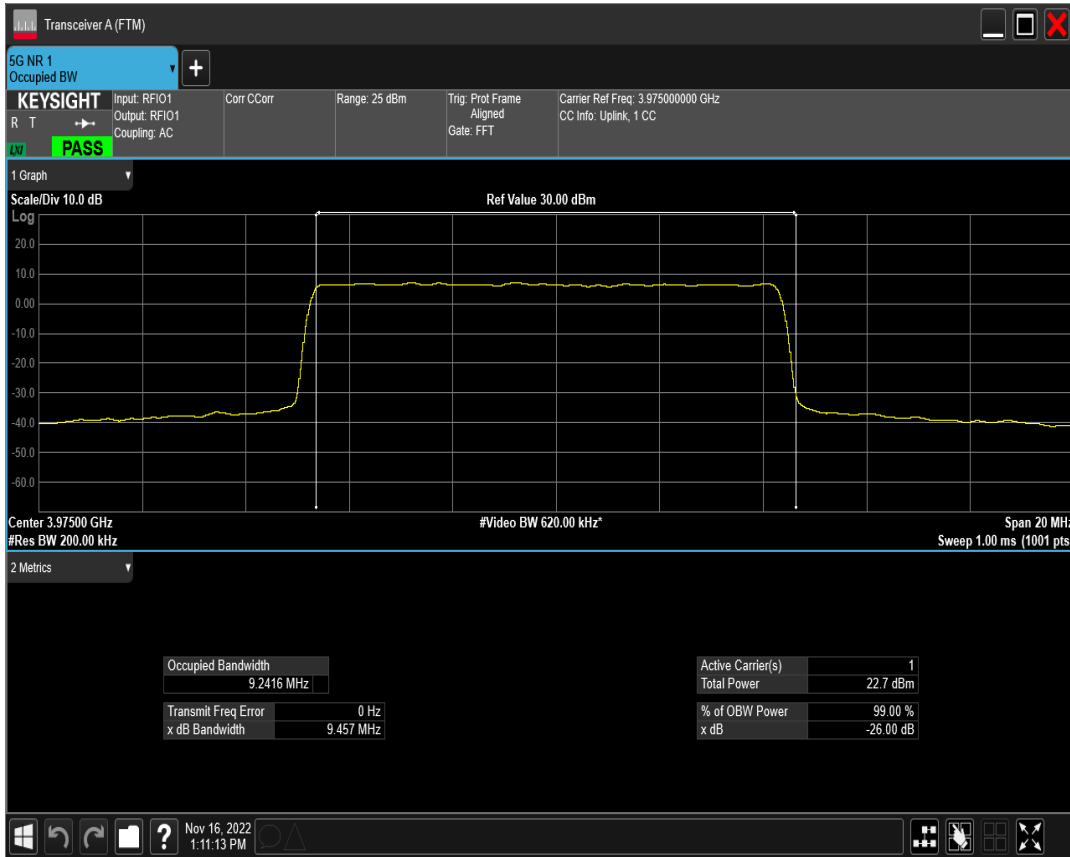 Transceiver A (FTM)
5G NR 1
Occupied BW
+
KEYSIGHT
R T
LXI
PASS
Input: RFIO1
Output: RFIO1
Coupling: AC
Corr CCorr
Range: 25 dBm
Trig: Prot Frame
Aligned
Gate: FFT
Carrier Ref Freq: 3.975000000 GHz
CC Info: Uplink, 1 CC
1 Graph
Scale/Div 10.0 dB
Ref Value 30.00 dBm
Log
20.0
10.0
0.00
-10.0
-20.0
-30.0
-40.0
-50.0
-60.0
Center 3.97500 GHz
#Video BW 620.00 kHz*
Span 20 MHz
#Res BW 200.00 kHz
Sweep 1.00 ms (1001 pts
2 Metrics
Occupied Bandwidth
9.2416 MHz
Transmit Freq Error 0 Hz
x dB Bandwidth 9.457 MHz
Active Carrier(s) 1
Total Power 22.7 dBm
% of OBW Power 99.00 %
x dB -26.00 dB
?
Nov 16, 2022
1:11:13 PM